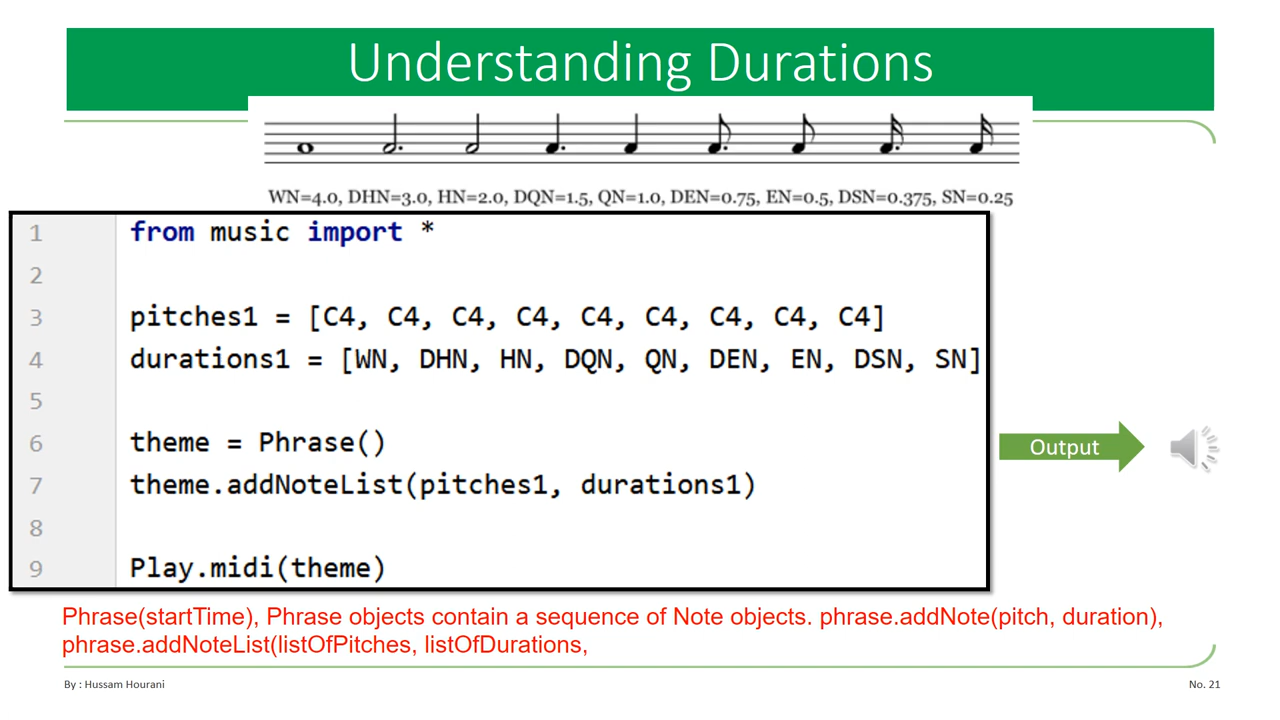 Understanding Durations
WN=4.0, DHN=3.0, HN=2.0, DQN=1.5, QN=1.0, DEN=0.75, EN=0.5, DSN=0.375, SN=0.25
1 from music import *
2
3 pitches1 = [C4, C4, C4, C4, C4, C4, C4, C4, C4]
4 durations1 = [WN, DHN, HN, DQN, QN, DEN, EN, DSN, SN]
5
6 theme = Phrase()
7 theme.addNoteList(pitches1, durations1)
8
9 Play.midi(theme)
Output
Phrase(startTime), Phrase objects contain a sequence of Note objects. phrase.addNote(pitch, duration),
phrase.addNoteList(listOfPitches, listOfDurations,
By : Hussam Hourani
No. 21